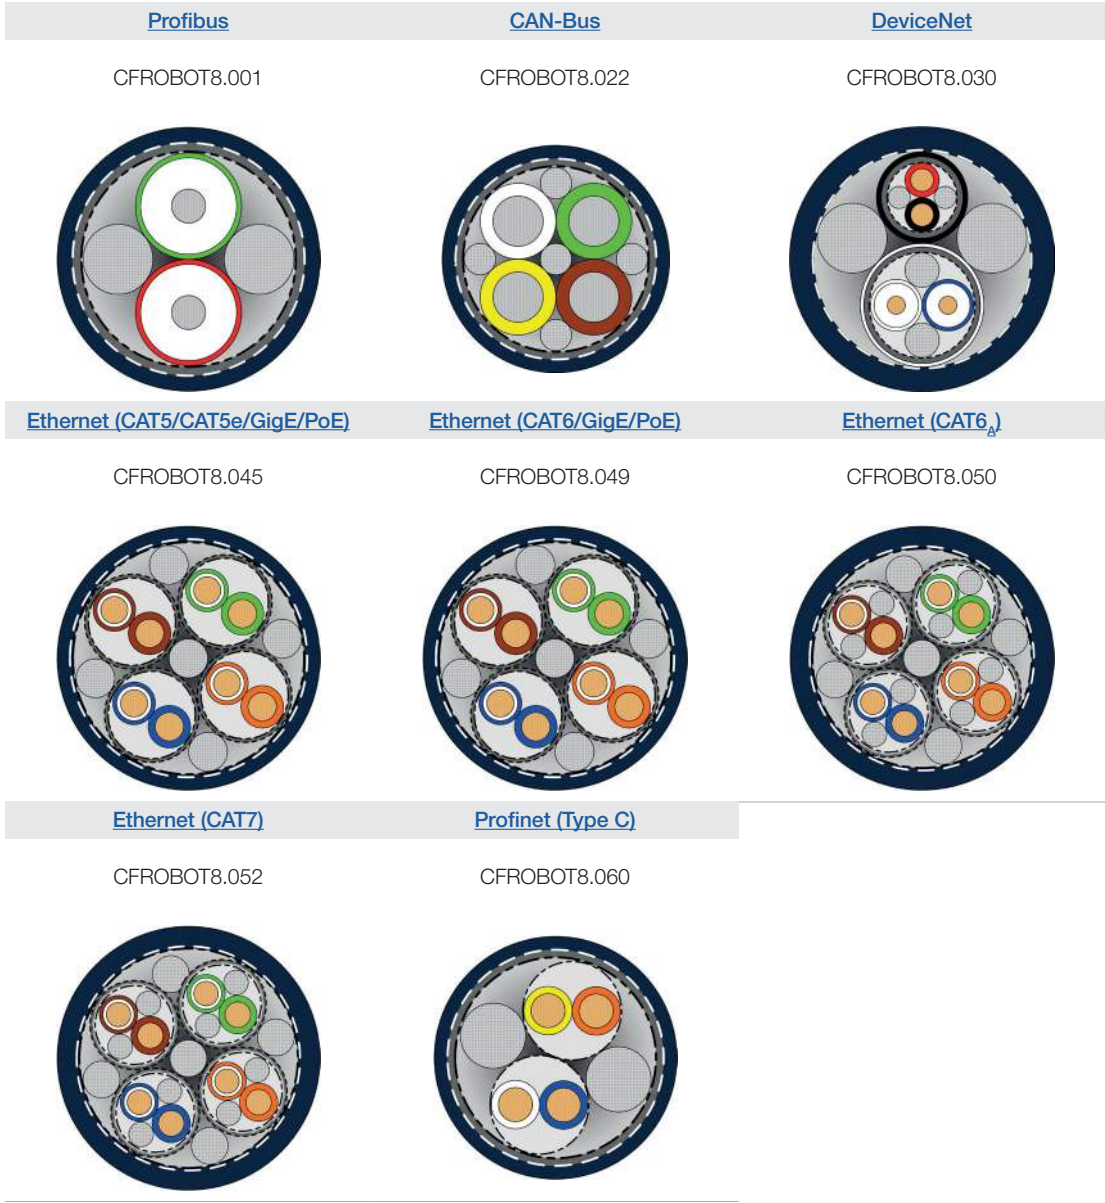 Profibus CAN-Bus DeviceNet
CFROBOT8.001 CFROBOT8.022 CFROBOT8.030
Ethernet (CAT5/CAT5e/GigE/PoE) Ethernet (CAT6/GigE/PoE) Ethernet (CAT6A)
CFROBOT8.045 CFROBOT8.049 CFROBOT8.050
Ethernet (CAT7) Profinet (Type C)
CFROBOT8.052 CFROBOT8.060